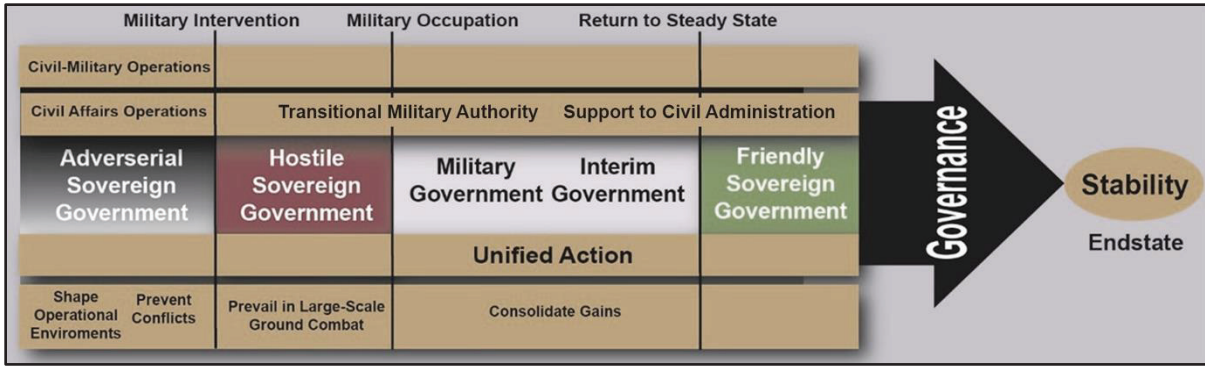 Military Intervention Military Occupation Return to Steady State
Civil-Military Operations
Civil Affairs Operations Transitional Military Authority Support to Civil Administration
Adverserial
Sovereign
Government
Hostile
Sovereign
Government
Military
Government
Interim
Government
Friendly
Sovereign
Government
Unified Action
Shape
Operational
Enviroments
Prevent
Conflicts
Prevail in Large-Scale
Ground Combat
Consolidate Gains
Governance
Stability
Endstate